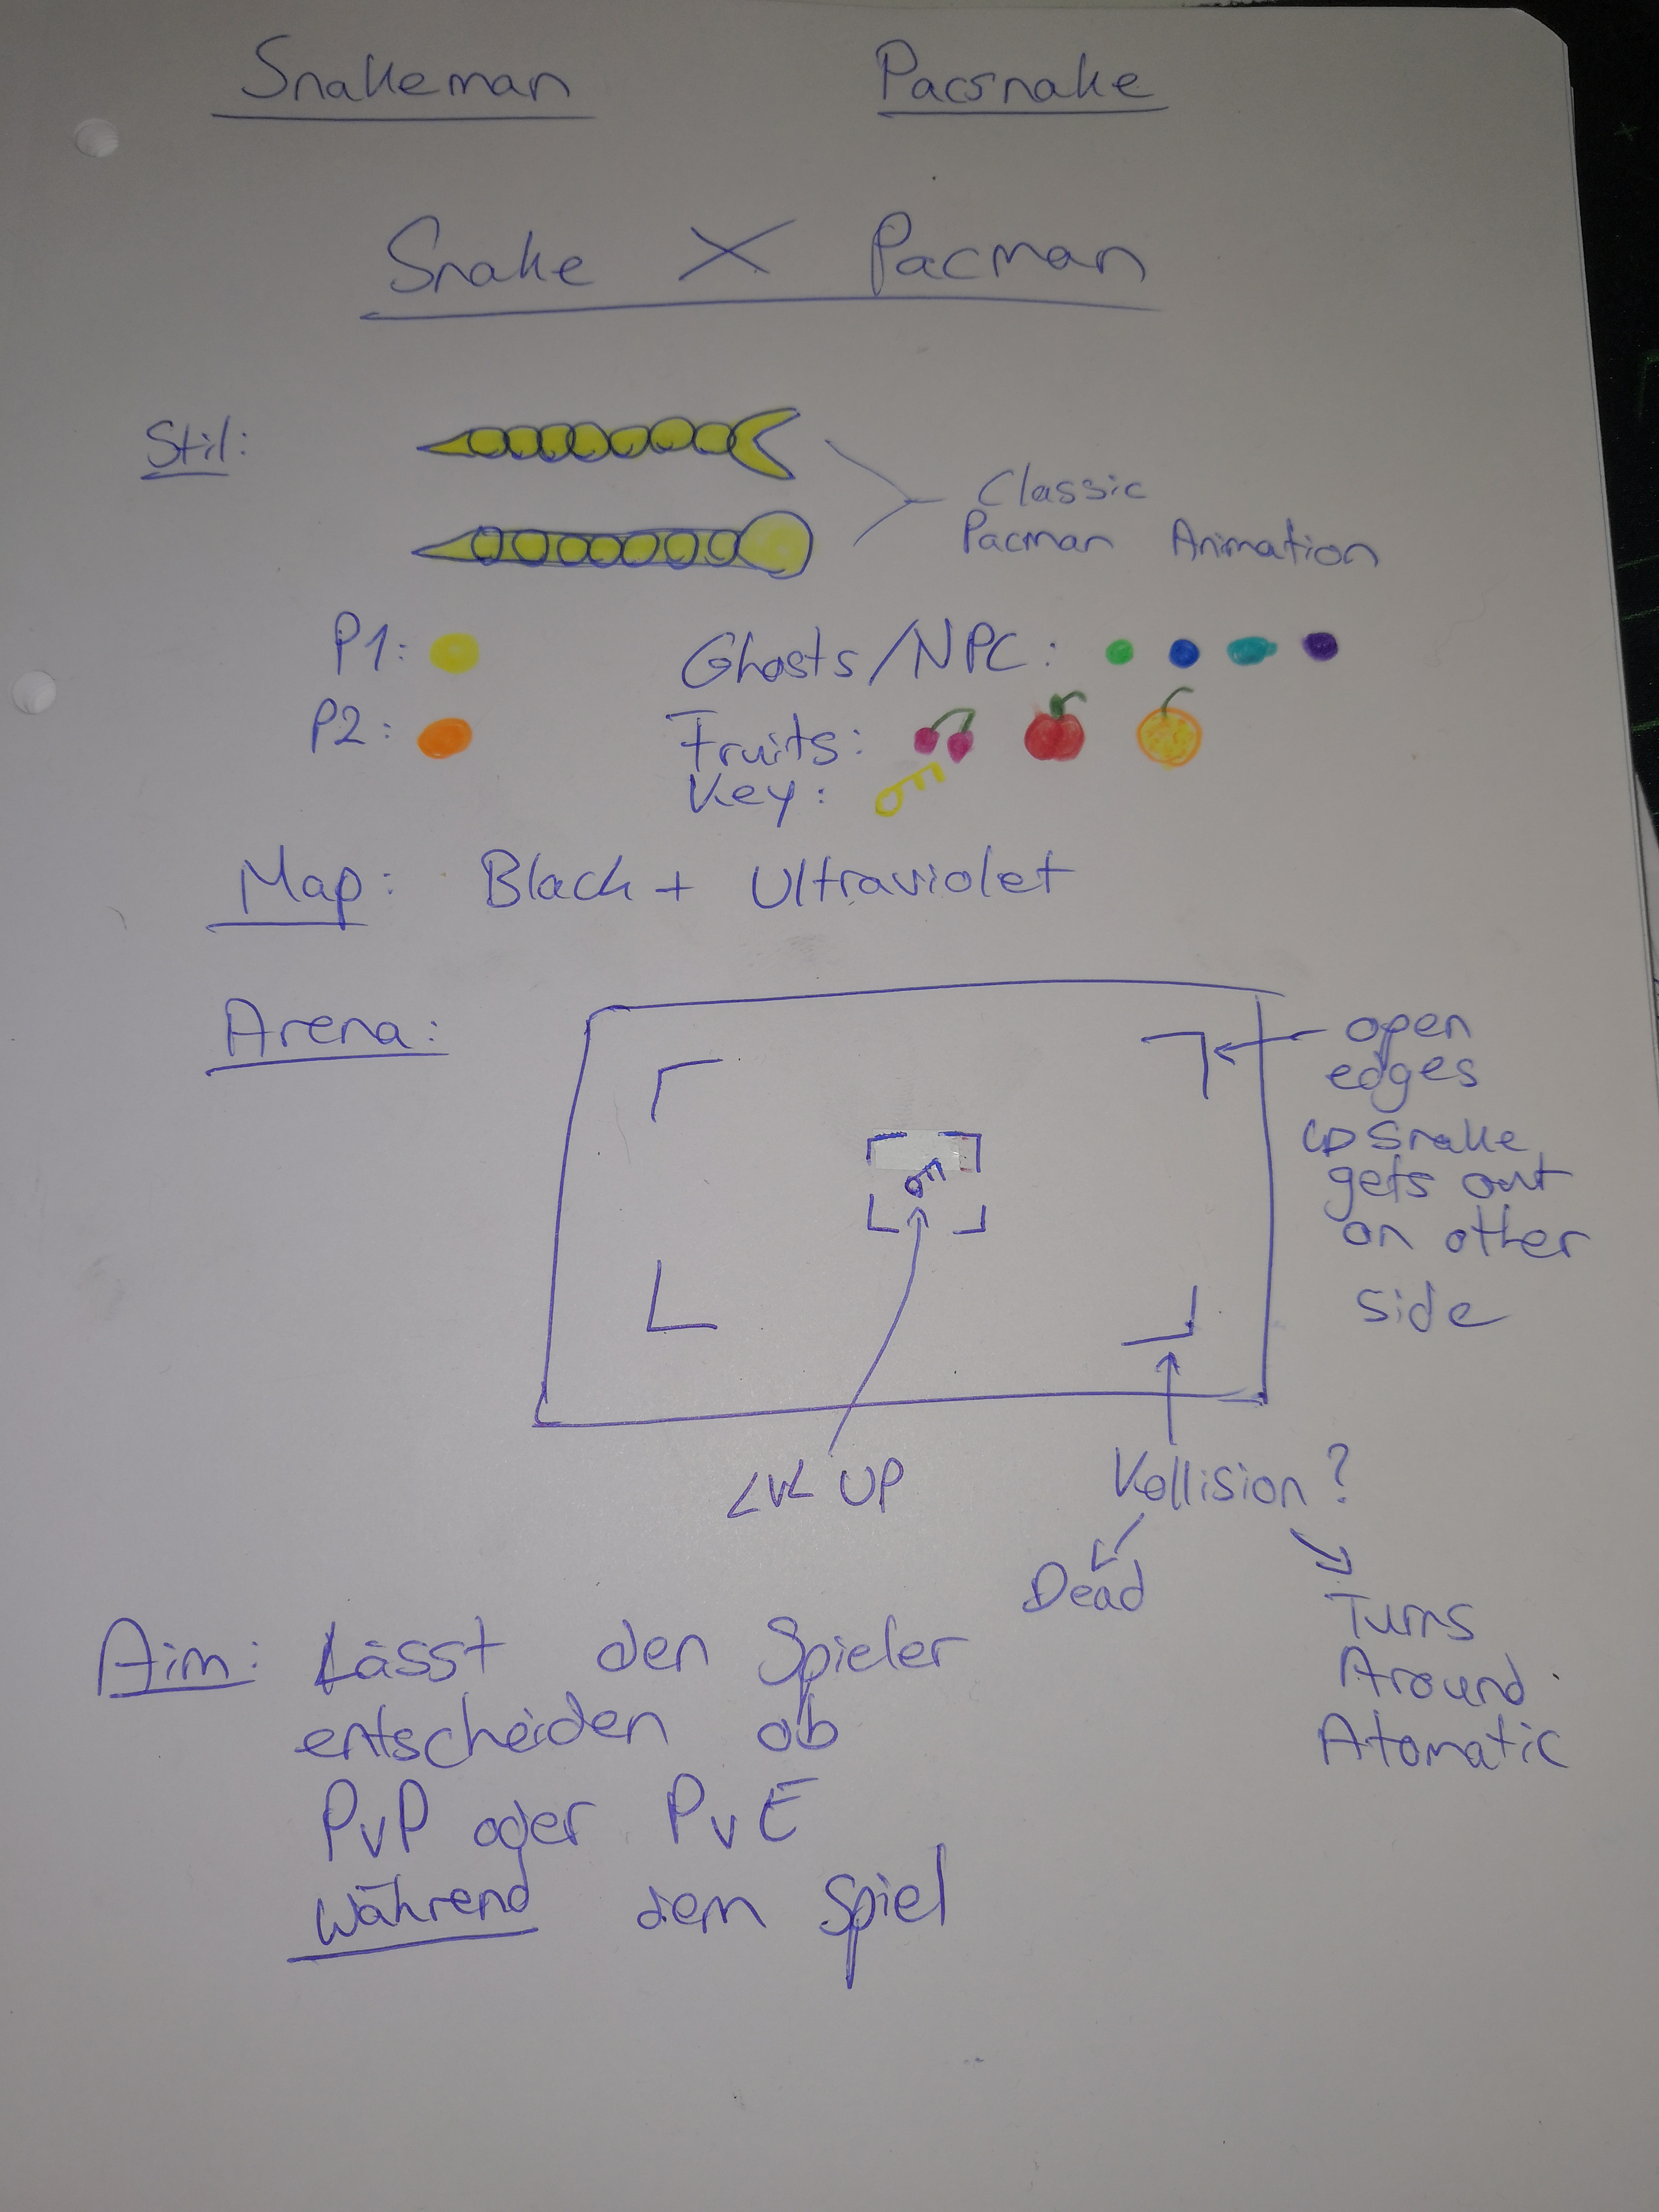 Snakeman
Pacsnake
Snake X Pacman
Stil:
Classic
Pacman Animation
P1:
P2:
Ghosts/NPC:
Fruits:
Key:
Map: Black + Ultraviolet
Arena:
open
edges
↳ Snake
gets out
on other
side
LVL UP
Kollision?
Dead
Turns
Around
Atomatic
Aim: Lässt den Spieler
entscheiden ob
PvP oder PvE
während dem Spiel